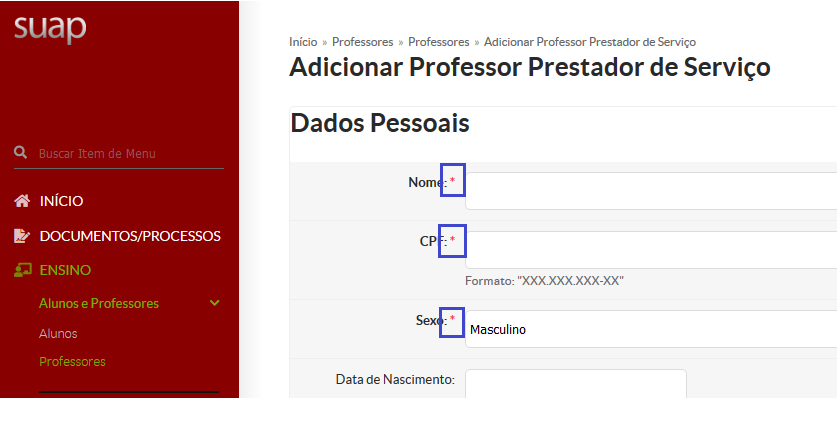 suap
Buscar Item de Menu
INÍCIO
DOCUMENTOS/PROCESSOS
ENSINO
Alunos e Professores
Alunos
Professores
Início » Professores » Professores » Adicionar Professor Prestador de Serviço
Adicionar Professor Prestador de Serviço
Dados Pessoais
Nome: *
CPF: *
Formato: "XXX.XXX.XXX-XX"
Sexo: *
Masculino
Data de Nascimento: